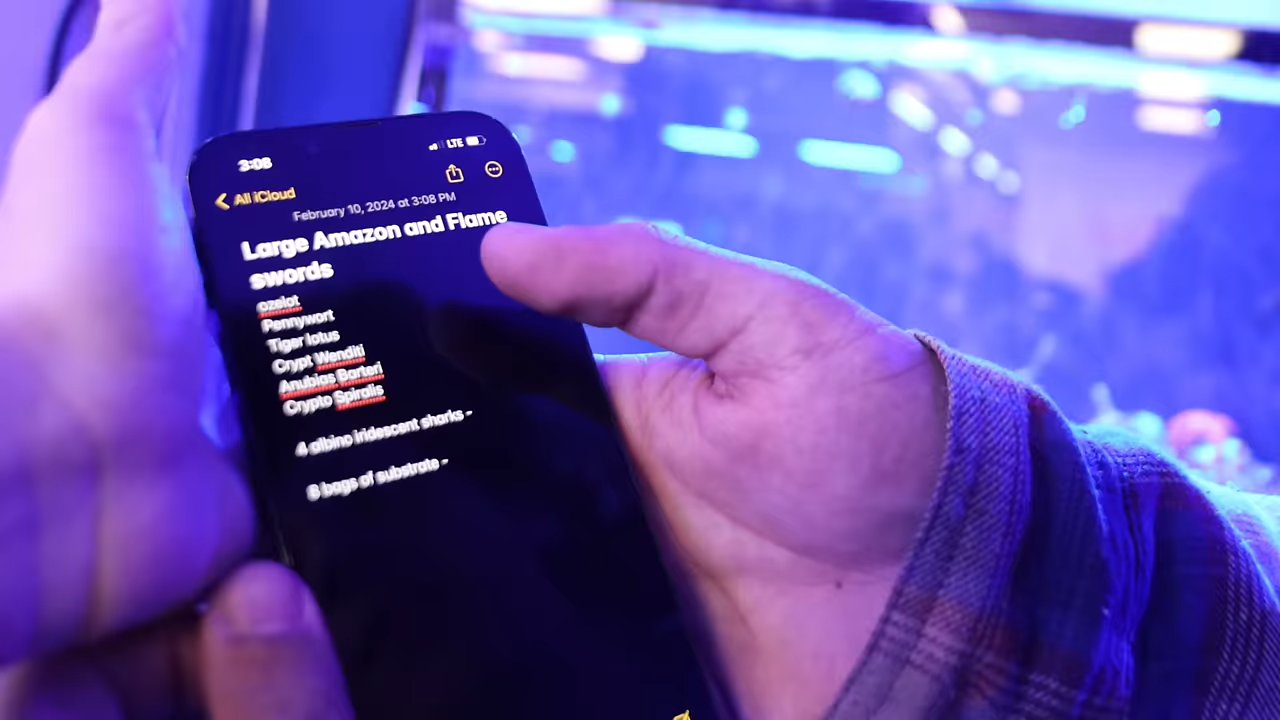 3:08
LTE
All iCloud
February 10, 2024 at 3:08 PM
Large Amazon and Flame
swords
ozelot
Pennywort
Tiger lotus
Crypt Wenditi
Anubias Barteri
Crypto Spiralis
4 albino iridescent sharks -
8 bags of substrate -